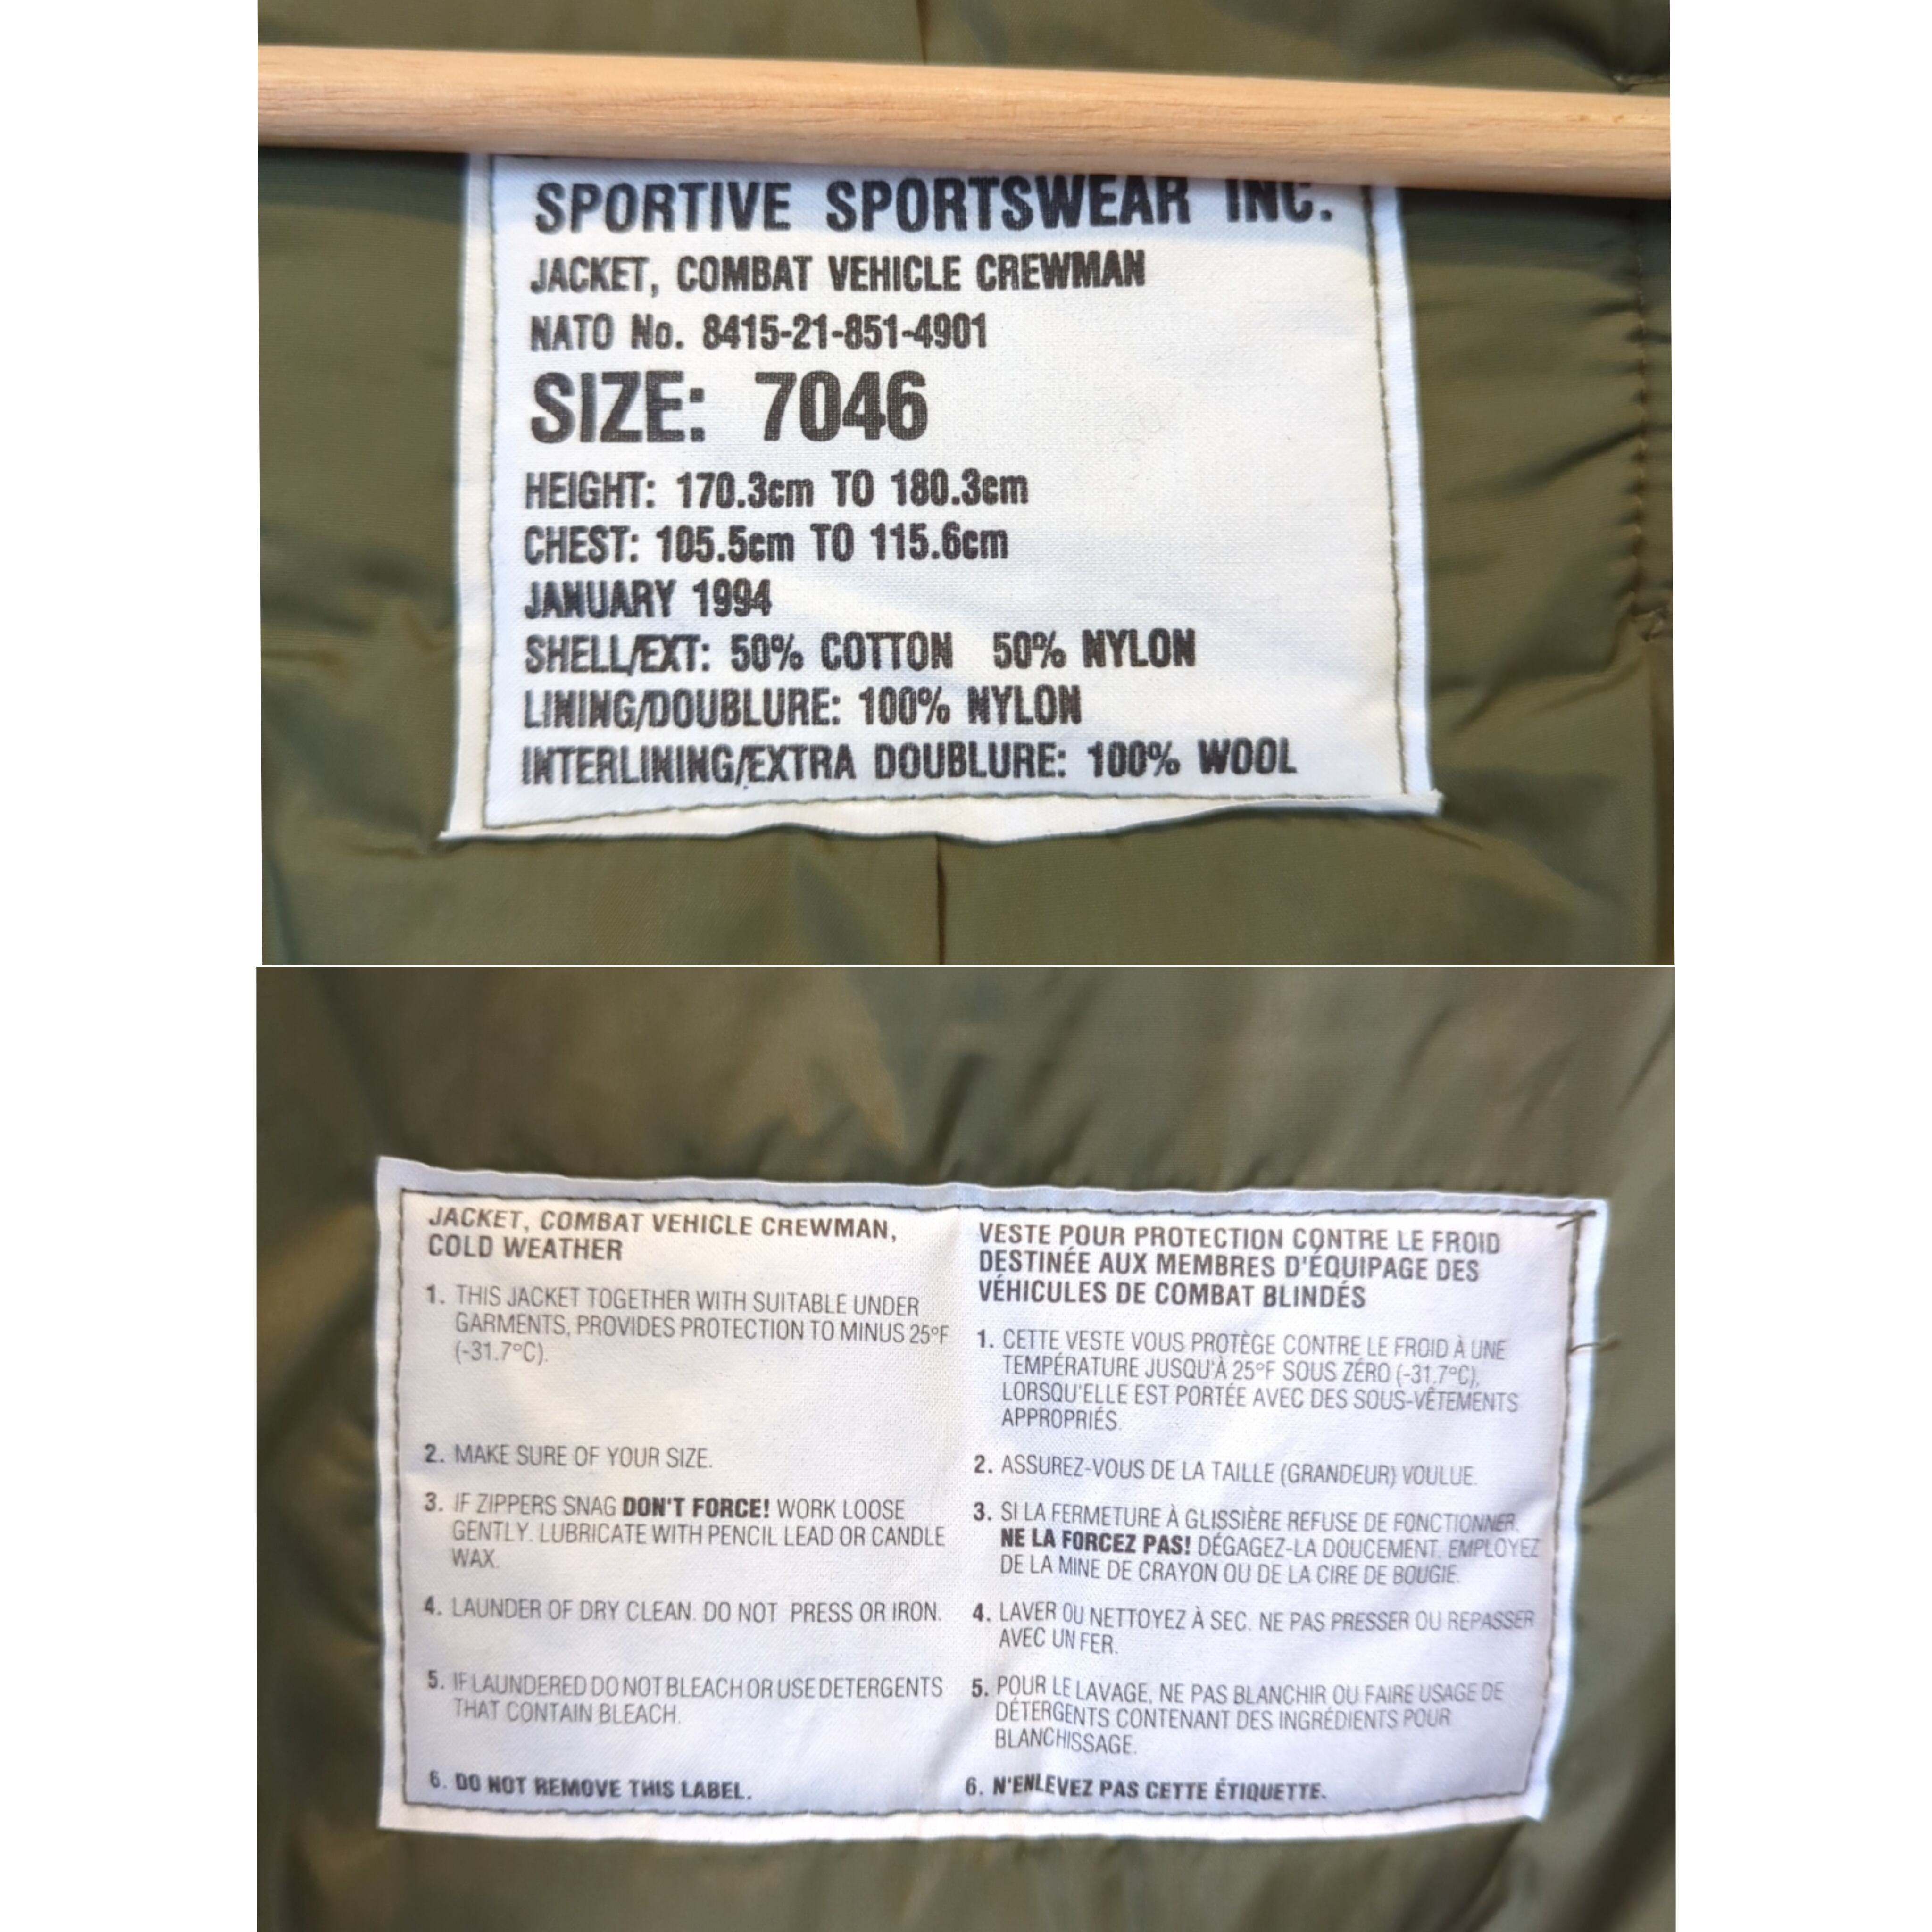 SPORTIVE SPORTSWEAR INC.
JACKET, COMBAT VEHICLE CREWMAN
NATO No. 8415-21-851-4901
SIZE: 7046
HEIGHT: 170.3cm TO 180.3cm
CHEST: 105.5cm TO 115.6cm
JANUARY 1994
SHELL/EXT: 50% COTTON 50% NYLON
LINING/DOUBLURE: 100% NYLON
INTERLINING/EXTRA DOUBLURE: 100% WOOL
JACKET, COMBAT VEHICLE CREWMAN,
COLD WEATHER
1. THIS JACKET TOGETHER WITH SUITABLE UNDER
GARMENTS, PROVIDES PROTECTION TO MINUS 25°F
(-31.7°C).
2. MAKE SURE OF YOUR SIZE.
3. IF ZIPPERS SNAG DON'T FORCE! WORK LOOSE
GENTLY. LUBRICATE WITH PENCIL LEAD OR CANDLE
WAX.
4. LAUNDER OF DRY CLEAN. DO NOT PRESS OR IRON.
5. IF LAUNDERED DO NOT BLEACH OR USE DETERGENTS
THAT CONTAIN BLEACH.
6. DO NOT REMOVE THIS LABEL.
VESTE POUR PROTECTION CONTRE LE FROID
DESTINÉE AUX MEMBRES D'ÉQUIPAGE DES
VÉHICULES DE COMBAT BLINDÉS
1. CETTE VESTE VOUS PROTÈGE CONTRE LE FROID À UNE
TEMPÉRATURE JUSQU'À 25°F SOUS ZÉRO (-31.7°C),
LORSQU'ELLE EST PORTÉE AVEC DES SOUS-VÊTEMENTS
APPROPRIÉS.
2. ASSUREZ-VOUS DE LA TAILLE (GRANDEUR) VOULUE.
3. SI LA FERMETURE À GLISSIÈRE REFUSE DE FONCTIONNER,
NE LA FORCEZ PAS! DÉGAGEZ-LA DOUCEMENT. EMPLOYEZ
DE LA MINE DE CRAYON OU DE LA CIRE DE BOUGIE.
4. LAVER OU NETTOYEZ À SEC. NE PAS PRESSER OU REPASSER
AVEC UN FER.
5. POUR LE LAVAGE, NE PAS BLANCHIR OU FAIRE USAGE DE
DÉTERGENTS CONTENANT DES INGRÉDIENTS POUR
BLANCHISSAGE.
6. N'ENLEVEZ PAS CETTE ÉTIQUETTE.